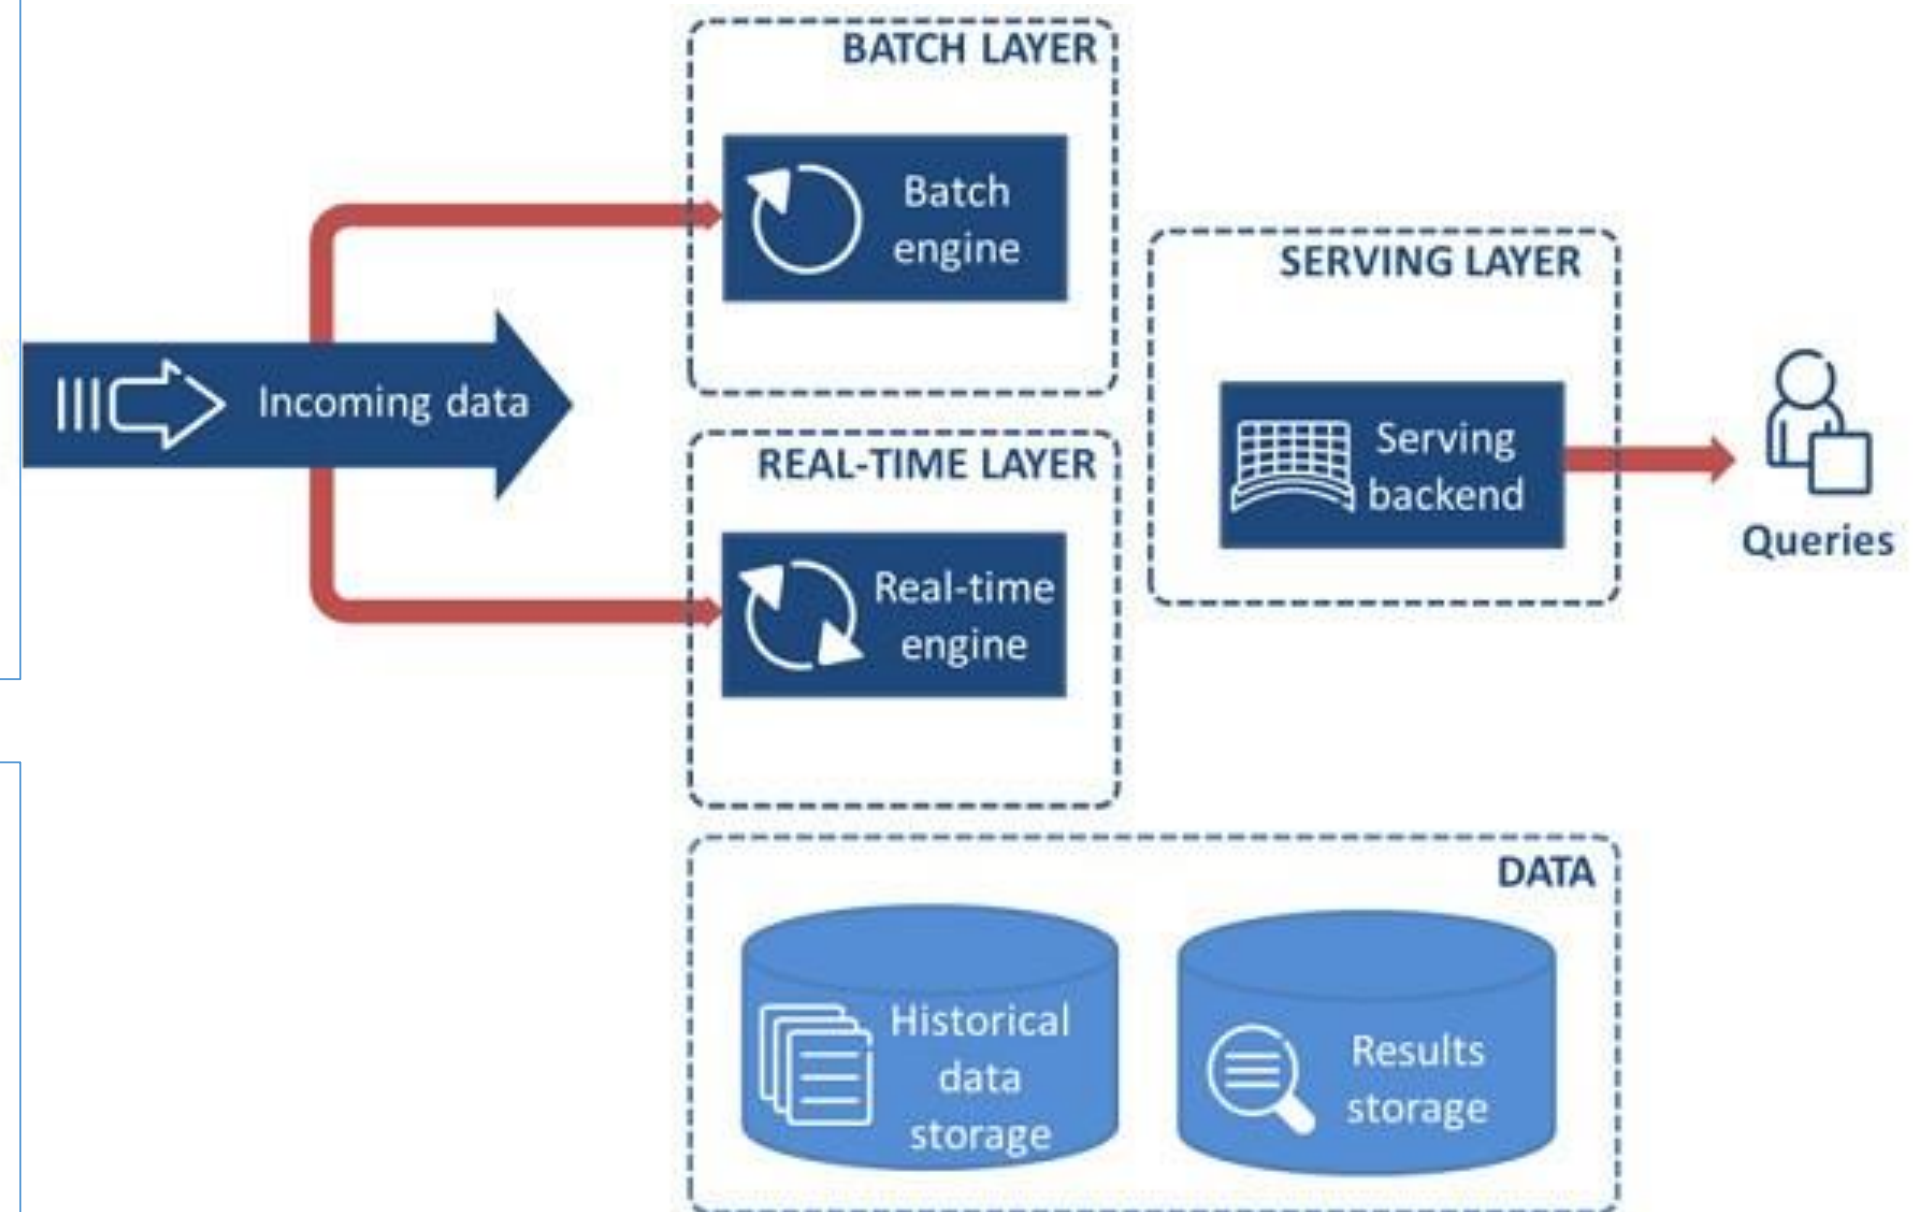 BATCH LAYER
Batch
engine
Incoming data
REAL-TIME LAYER
Real-time
engine
SERVING LAYER
Serving
backend
Queries
DATA
Historical
data
storage
Results
storage